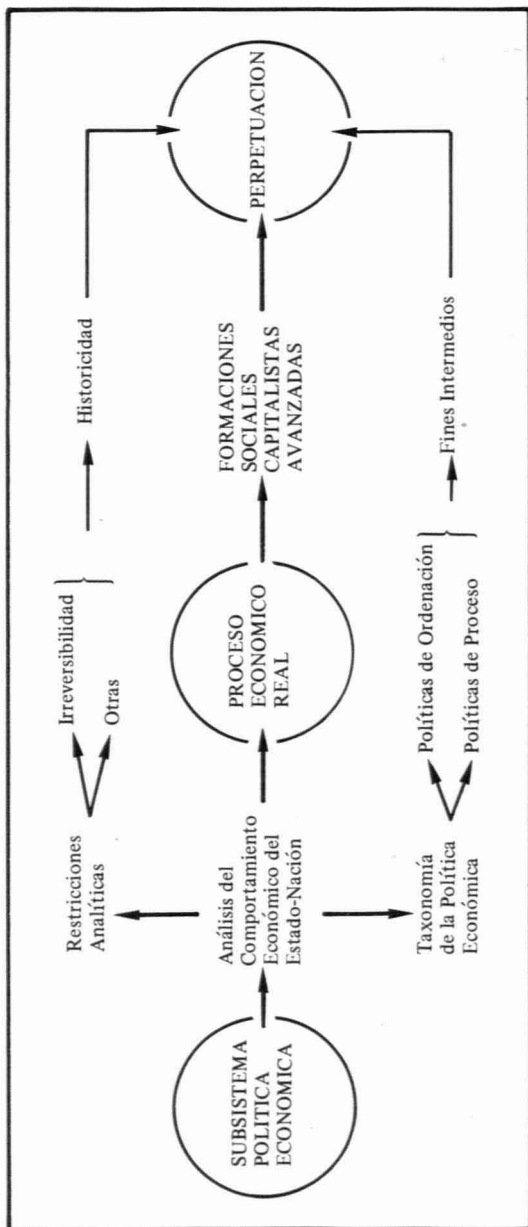 SUBSISTEMA
POLITICA
ECONOMICA
Restricciones
Analíticas
Irreversibilidad
Otras
Historicidad
Análisis del
Comportamiento
Económico del
Estado-Nación
PROCESO
ECONOMICO
REAL
FORMACIONES
SOCIALES
CAPITALISTAS
AVANZADAS
PERPETUACION
Taxonomía
de la Política
Económica
Políticas de Ordenación
Políticas de Proceso
Fines Intermedios